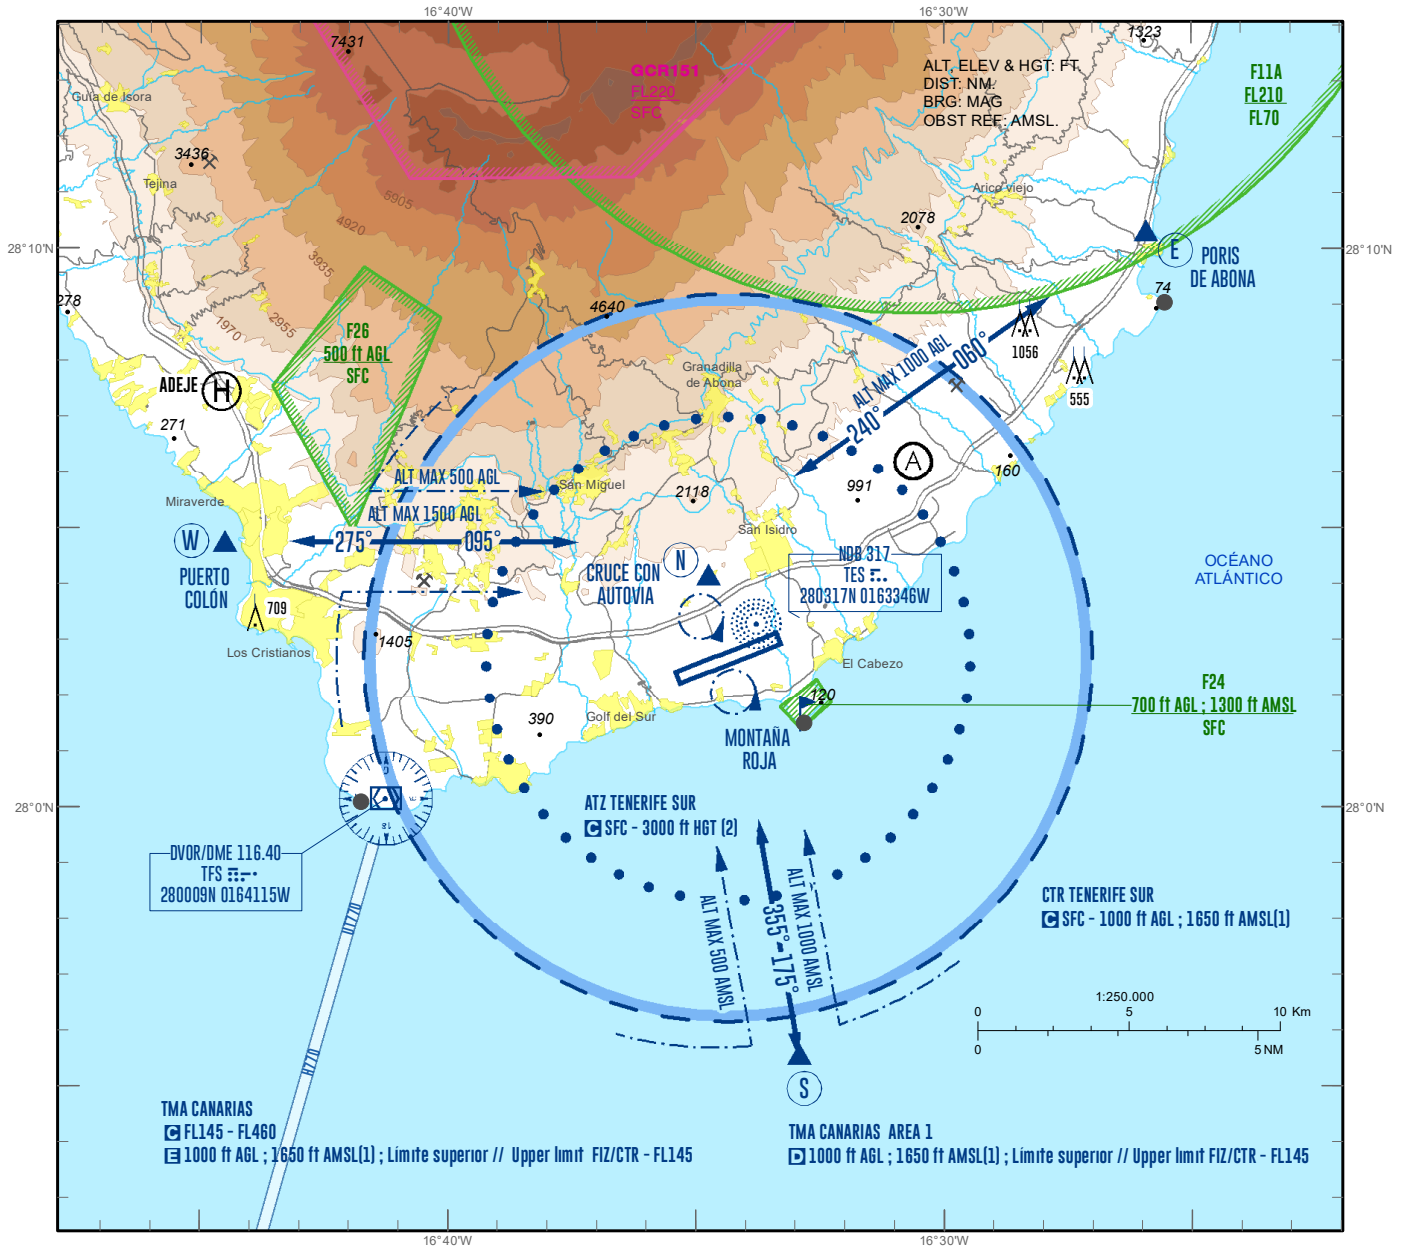 16°40'W
16°30'W
7431
1323
GCR151
FL220
SFC
ALT, ELEV & HGT: FT.
DIST: NM.
BRG: MAG
OBST REF: AMSL.
F11A
FL210
FL70
Guía de Isora
3436
Tejina
Arico viejo
5905
4920
3935
2955
1970
2078
28°10'N
28°10'N
E
PORIS
DE ABONA
74
278
F26
500 ft AGL
SFC
4640
1056
555
ADEJE
H
271
Granadilla
de Abona
ALT MAX 1000 AGL
060°
240°
A
160
991
Miraverde
ALT MAX 500 AGL
San Miguel
2118
ALT MAX 1500 AGL
275°
095°
W
PUERTO
COLÓN
San Isidro
N
CRUCE CON
AUTOVIA
NDB 317
TES
280317N 0163346W
OCÉANO
ATLÁNTICO
709
1405
Los Cristianos
El Cabezo
F24
700 ft AGL ; 1300 ft AMSL
SFC
120
390
Golf del Sur
MONTAÑA
ROJA
28°0'N
28°0'N
0
18
ATZ TENERIFE SUR
C SFC - 3000 ft HGT (2)
DVOR/DME 116.40
TFS
280009N 0164115W
ALT MAX 500 AMSL
355°-175°
ALT MAX 1000 AMSL
CTR TENERIFE SUR
C SFC - 1000 ft AGL ; 1650 ft AMSL(1)
H770
1:250.000
0
5
10 Km
0
5 NM
S
TMA CANARIAS
C FL145 - FL460
E 1000 ft AGL ; 1650 ft AMSL(1) ; Límite superior // Upper limit FIZ/CTR - FL145
TMA CANARIAS AREA 1
D 1000 ft AGL ; 1650 ft AMSL(1) ; Límite superior // Upper limit FIZ/CTR - FL145
16°40'W
16°30'W